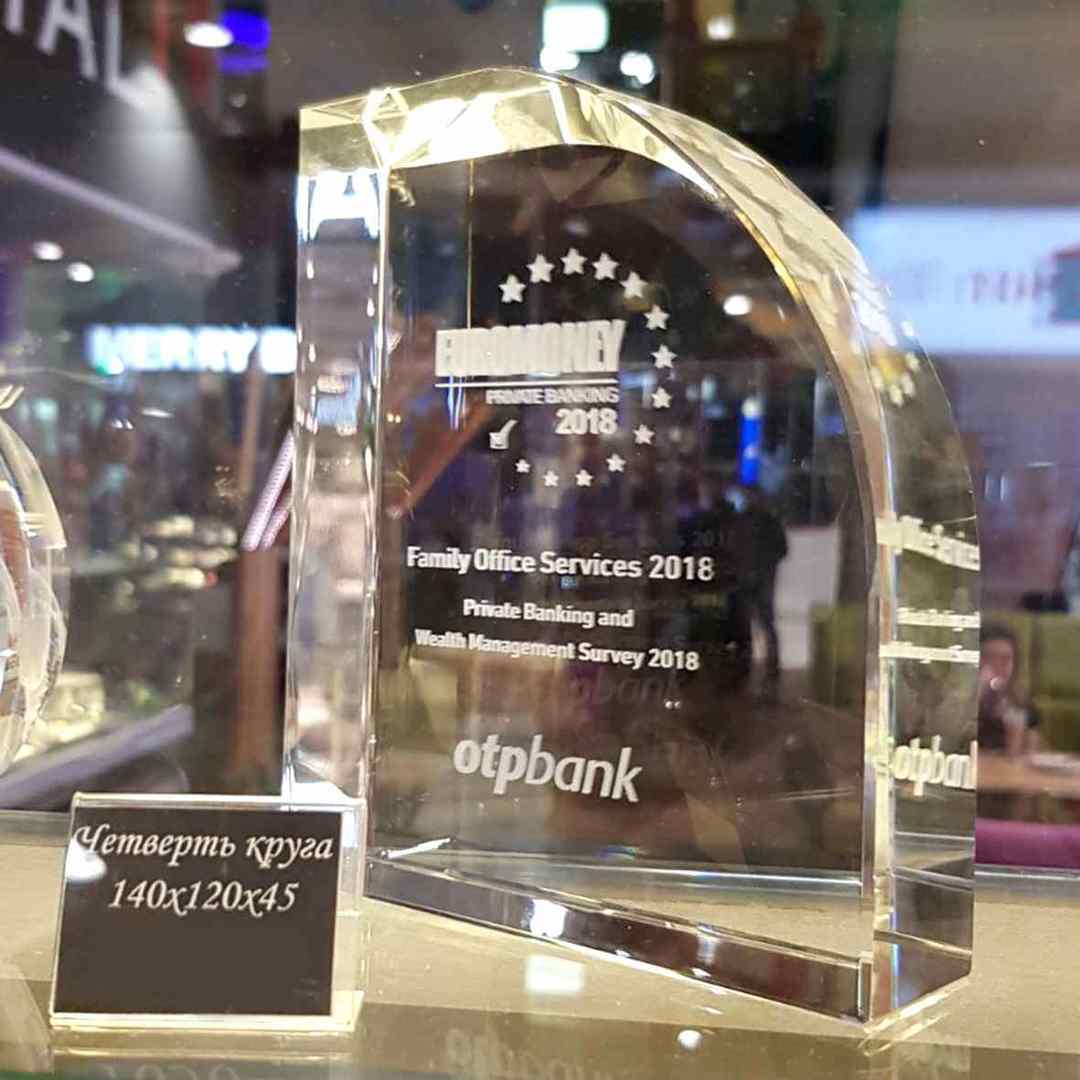 EUROMONEY
PRIVATE BANKING
2018
Family Office Services 2018
Private Banking and
Wealth Management Survey 2018
otpbank
Четверть круга
140x120x45